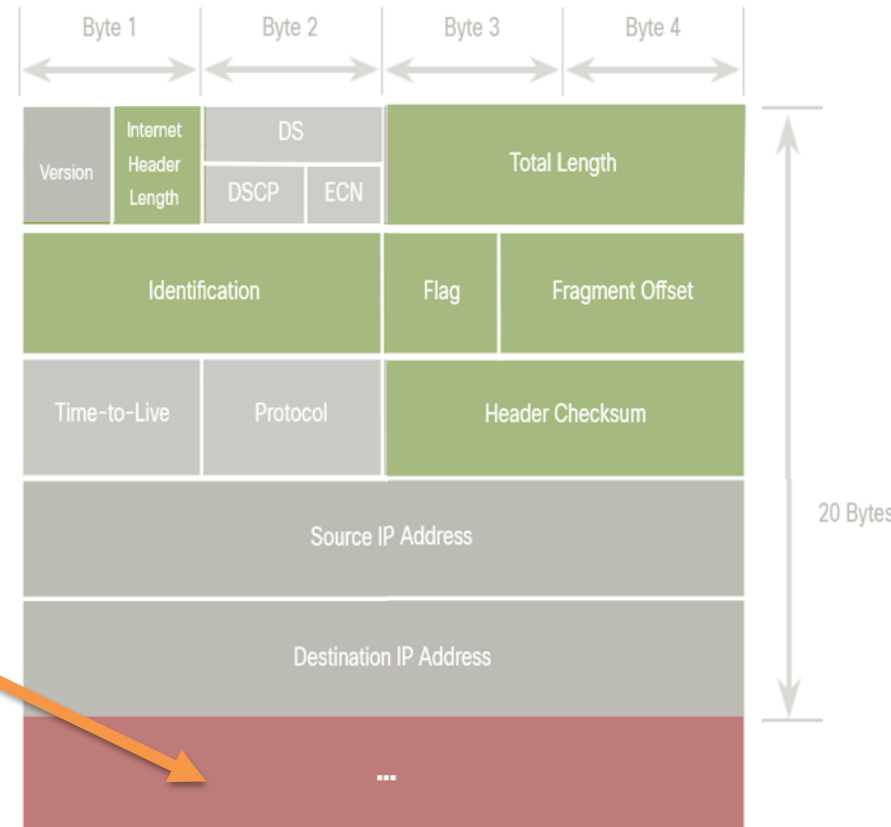 Byte 1 Byte 2 Byte 3 Byte 4
Version
Internet
Header
Length
DS
DSCP ECN
Total Length
Identification Flag Fragment Offset
Time-to-Live Protocol Header Checksum
20 Bytes
Source IP Address
Destination IP Address
...